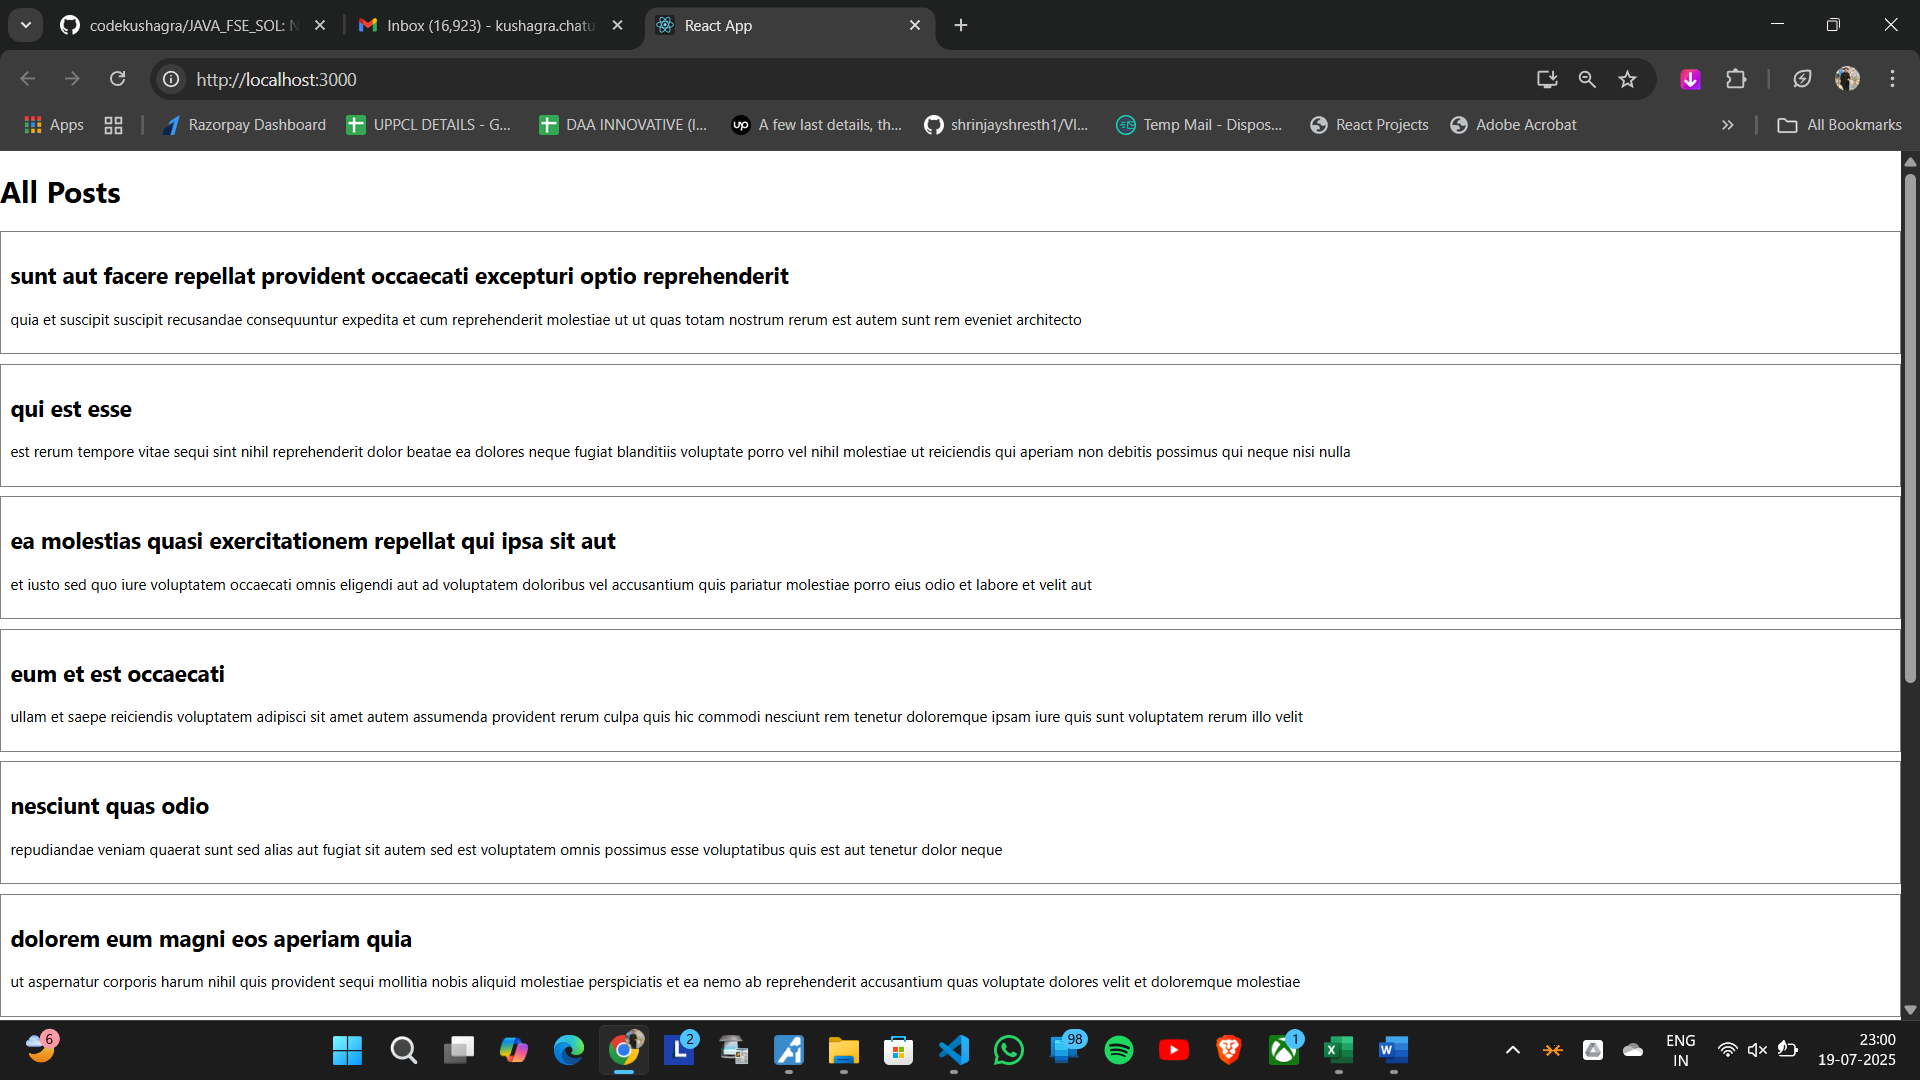 codekushagra/JAVA_FSE_SOL: N
Inbox (16,923) - kushagra.chatu
React App
http://localhost:3000
Apps
Razorpay Dashboard
UPPCL DETAILS - G...
DAA INNOVATIVE (I...
up
A few last details, th...
shrinjayshresth1/VI...
Temp Mail - Dispos...
React Projects
Adobe Acrobat
All Bookmarks
All Posts
sunt aut facere repellat provident occaecati excepturi optio reprehenderit
quia et suscipit suscipit recusandae consequuntur expedita et cum reprehenderit molestiae ut ut quas totam nostrum rerum est autem sunt rem eveniet architecto
qui est esse
est rerum tempore vitae sequi sint nihil reprehenderit dolor beatae ea dolores neque fugiat blanditiis voluptate porro vel nihil molestiae ut reiciendis qui aperiam non debitis possimus qui neque nisi nulla
ea molestias quasi exercitationem repellat qui ipsa sit aut
et iusto sed quo iure voluptatem occaecati omnis eligendi aut ad voluptatem doloribus vel accusantium quis pariatur molestiae porro eius odio et labore et velit aut
eum et est occaecati
ullam et saepe reiciendis voluptatem adipisci sit amet autem assumenda provident rerum culpa quis hic commodi nesciunt rem tenetur doloremque ipsam iure quis sunt voluptatem rerum illo velit
nesciunt quas odio
repudiandae veniam quaerat sunt sed alias aut fugiat sit autem sed est voluptatem omnis possimus esse voluptatibus quis est aut tenetur dolor neque
dolorem eum magni eos aperiam quia
ut aspernatur corporis harum nihil quis provident sequi mollitia nobis aliquid molestiae perspiciatis et ea nemo ab reprehenderit accusantium quas voluptate dolores velit et doloremque molestiae
6
L
2
98
1
X
W
ENG
IN
23:00
19-07-2025